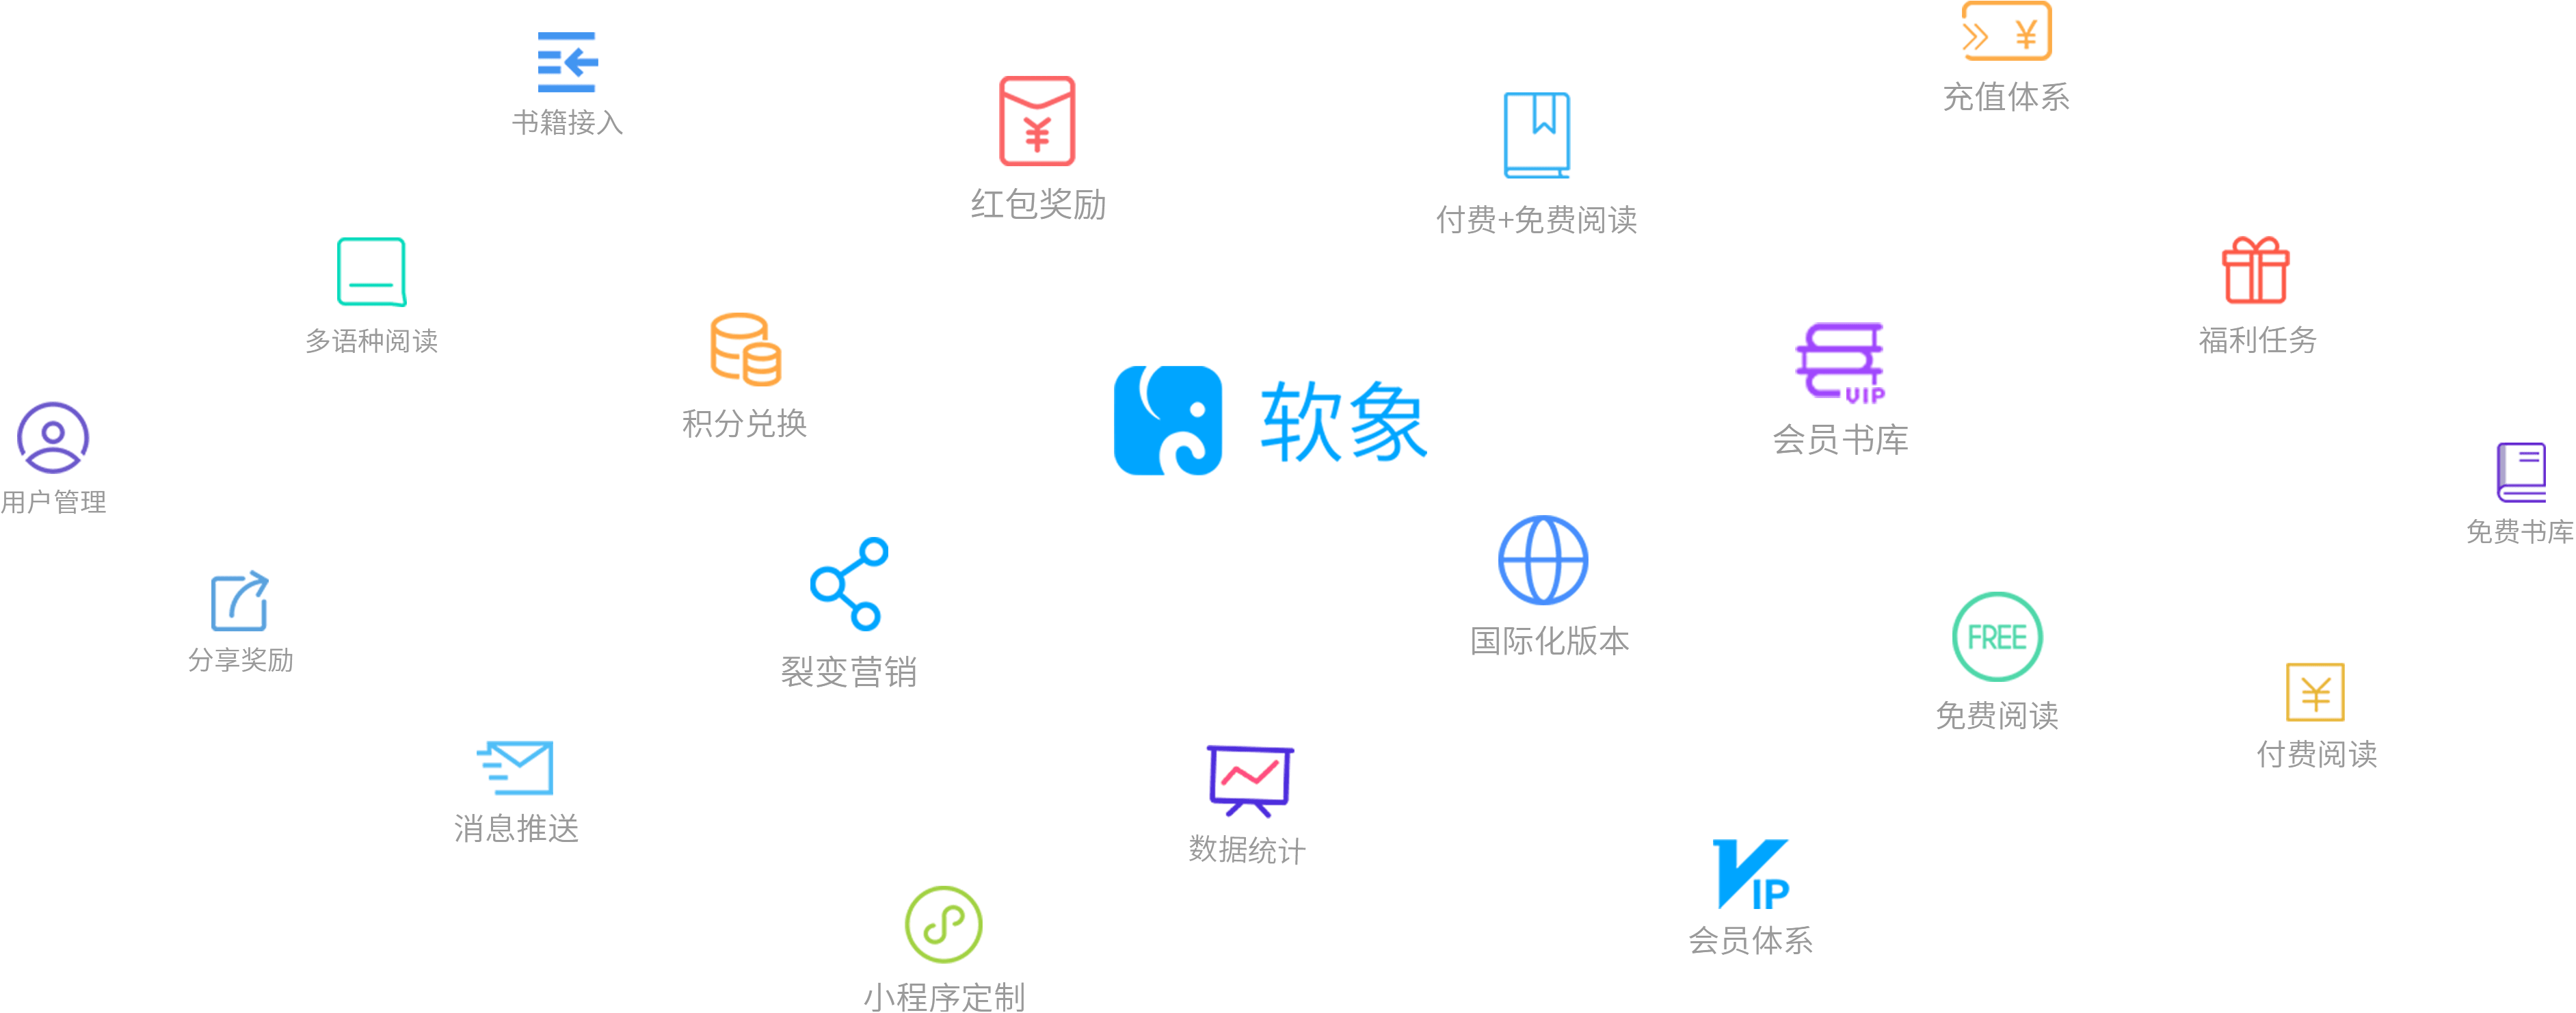 充值体系
书籍接入
红包奖励
付费+免费阅读
多语种阅读
福利任务
积分兑换
软象
VIP
会员书库
用户管理
免费书库
FREE
国际化版本
分享奖励
裂变营销
免费阅读
付费阅读
消息推送
数据统计
VIP
会员体系
小程序定制